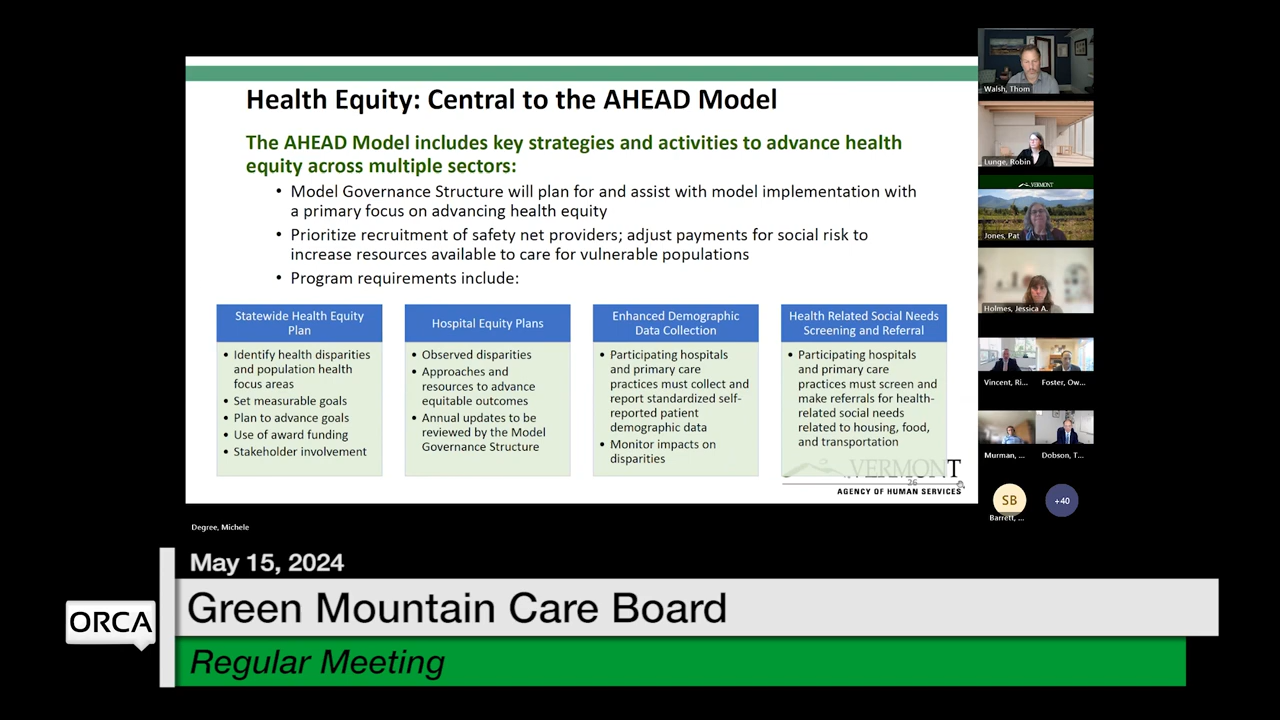 Health Equity: Central to the AHEAD Model
The AHEAD Model includes key strategies and activities to advance health
equity across multiple sectors:
• Model Governance Structure will plan for and assist with model implementation with
a primary focus on advancing health equity
• Prioritize recruitment of safety net providers; adjust payments for social risk to
increase resources available to care for vulnerable populations
• Program requirements include:
Statewide Health Equity
Plan
• Identify health disparities
and population health
focus areas
• Set measurable goals
• Plan to advance goals
• Use of award funding
• Stakeholder involvement
Hospital Equity Plans
• Observed disparities
• Approaches and
resources to advance
equitable outcomes
• Annual updates to be
reviewed by the Model
Governance Structure
Enhanced Demographic
Data Collection
• Participating hospitals
and primary care
practices must collect and
report standardized self-
reported patient
demographic data
• Monitor impacts on
disparities
Health Related Social Needs
Screening and Referral
• Participating hospitals
and primary care
practices must screen and
make referrals for health-
related social needs
related to housing, food,
and transportation
VERMONT
26
AGENCY OF HUMAN SERVICES
Walsh, Thom
Lunge, Robin
VERMONT
Jones, Pat
Holmes, Jessica A.
Vincent, Ri...
Foster, Ow...
Murman, ...
Dobson, T...
SB
+40
Barrett, ...
Degree, Michele
May 15, 2024
ORCA
Green Mountain Care Board
Regular Meeting